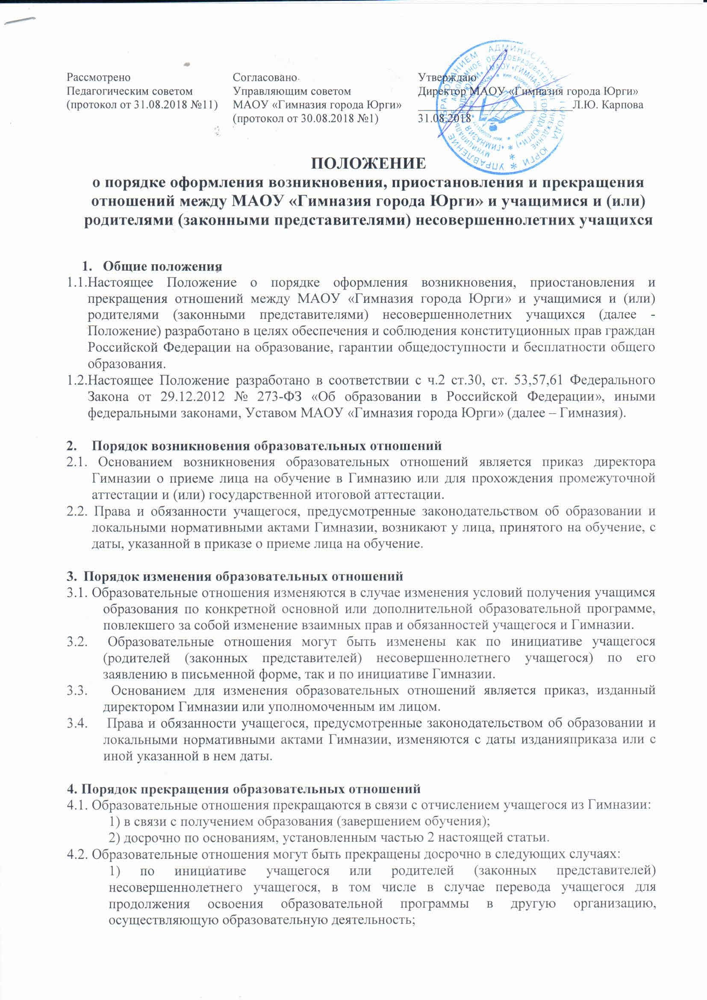 Рассмотрено
Педагогическим советом
(протокол от 31.08.2018 №11)
Согласовано
Управляющим советом
МАОУ «Гимназия города Юрги»
(протокол от 30.08.2018 №1)
Утверждаю
Директор МАОУ «Гимназия города Юрги»
Л.Ю. Карпова
31.08.2018
УПРАВЛЕНИЕ ОБРАЗОВАНИЕМ АДМИНИСТРАЦИИ ГОРОДА ЮРГИ
ПОЛОЖЕНИЕ
о порядке оформления возникновения, приостановления и прекращения
отношений между МАОУ «Гимназия города Юрги» и учащимися и (или)
родителями (законными представителями) несовершеннолетних учащихся
1. Общие положения
1.1.Настоящее Положение о порядке оформления возникновения, приостановления и
прекращения отношений между МАОУ «Гимназия города Юрги» и учащимися и (или)
родителями (законными представителями) несовершеннолетних учащихся (далее -
Положение) разработано в целях обеспечения и соблюдения конституционных прав граждан
Российской Федерации на образование, гарантии общедоступности и бесплатности общего
образования.
1.2.Настоящее Положение разработано в соответствии с ч.2 ст.30, ст. 53,57,61 Федерального
Закона от 29.12.2012 № 273-ФЗ «Об образовании в Российской Федерации», иными
федеральными законами, Уставом МАОУ «Гимназия города Юрги» (далее – Гимназия).
2. Порядок возникновения образовательных отношений
2.1. Основанием возникновения образовательных отношений является приказ директора
Гимназии о приеме лица на обучение в Гимназию или для прохождения промежуточной
аттестации и (или) государственной итоговой аттестации.
2.2. Права и обязанности учащегося, предусмотренные законодательством об образовании и
локальными нормативными актами Гимназии, возникают у лица, принятого на обучение, с
даты, указанной в приказе о приеме лица на обучение.
3. Порядок изменения образовательных отношений
3.1. Образовательные отношения изменяются в случае изменения условий получения учащимся
образования по конкретной основной или дополнительной образовательной программе,
повлекшего за собой изменение взаимных прав и обязанностей учащегося и Гимназии.
3.2. Образовательные отношения могут быть изменены как по инициативе учащегося
(родителей (законных представителей) несовершеннолетнего учащегося) по его
заявлению в письменной форме, так и по инициативе Гимназии.
3.3. Основанием для изменения образовательных отношений является приказ, изданный
директором Гимназии или уполномоченным им лицом.
3.4. Права и обязанности учащегося, предусмотренные законодательством об образовании и
локальными нормативными актами Гимназии, изменяются с даты изданияприказа или с
иной указанной в нем даты.
4. Порядок прекращения образовательных отношений
4.1. Образовательные отношения прекращаются в связи с отчислением учащегося из Гимназии:
1) в связи с получением образования (завершением обучения);
2) досрочно по основаниям, установленным частью 2 настоящей статьи.
4.2. Образовательные отношения могут быть прекращены досрочно в следующих случаях:
1) по инициативе учащегося или родителей (законных представителей)
несовершеннолетнего учащегося, в том числе в случае перевода учащегося для
продолжения освоения образовательной программы в другую организацию,
осуществляющую образовательную деятельность;